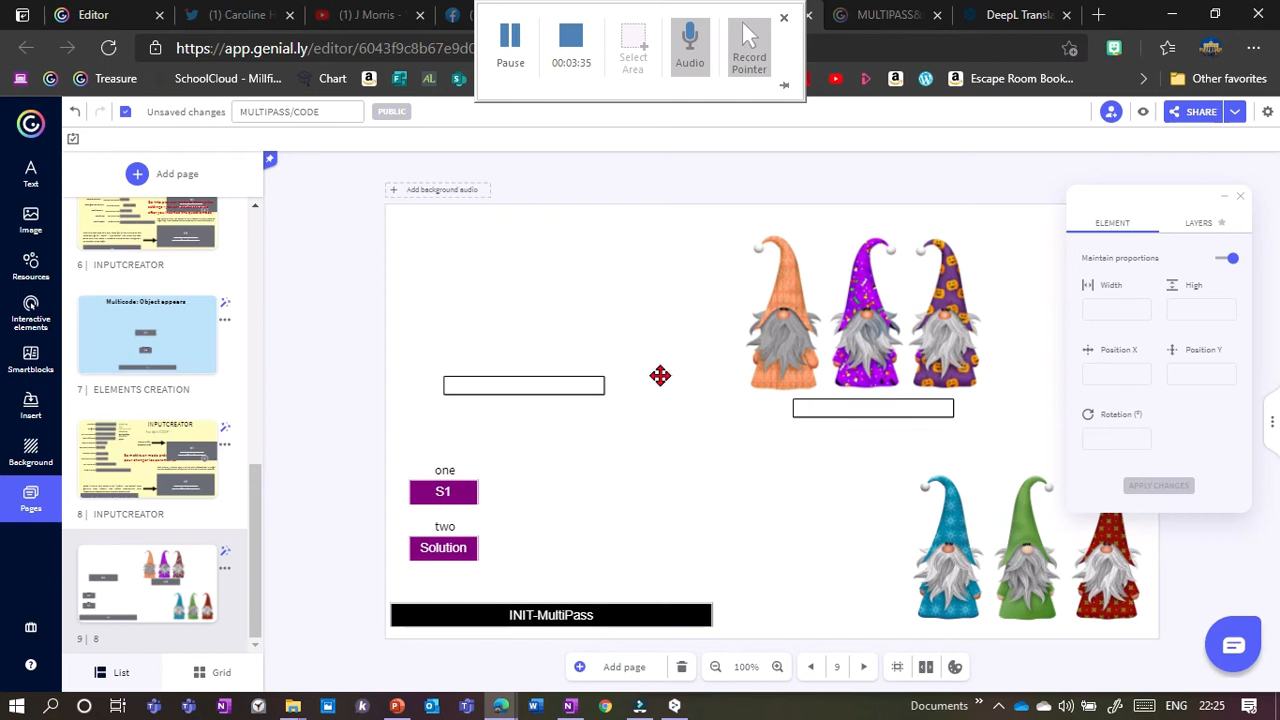 Editor
(1) Caroline H
(1) Morris -
MULTIPASS/
Deep Transl
https://app.genial.ly/editor/
Treasure
ScrollCloud - Millfi...
Chart
Escape Room Book...
Other favorites
Pause
00:03:35
Select
Area
Audio
Record
Pointer
Unsaved changes
MULTIPASS/CODE
PUBLIC
SHARE
Text
Image
Resources
Interactive
elements
Smartblocks
Insert
Background
Pages
Add page
6 | INPUTCREATOR
Multicode: Object appears
7 | ELEMENTS CREATION
INPUTCREATOR
8 | INPUTCREATOR
9 | 8
List
Grid
Add background audio
one
S1
two
Solution
INIT-MultiPass
ELEMENT
LAYERS
Maintain proportions
Width
High
Position X
Position Y
Rotation (º)
APPLY CHANGES
Add page
100%
9
Documents
ENG
22:25